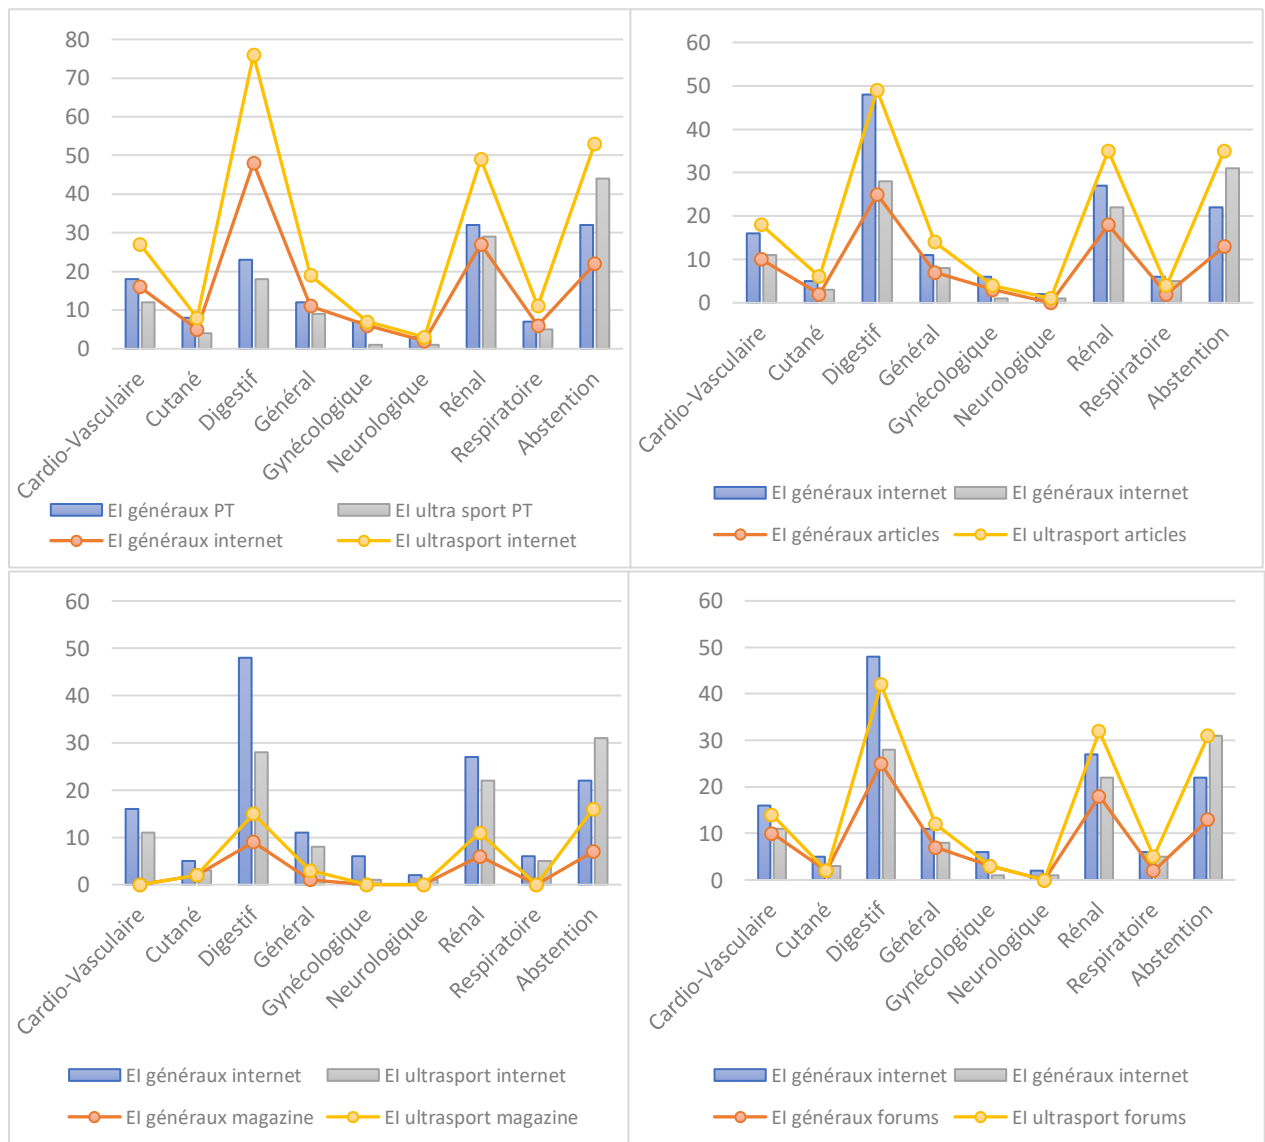 80
70
60
50
40
30
20
10
0
Cardio-Vasculaire
Cutané
Digestif
Général
Gynécologique
Neurologique
Rénal
Respiratoire
Abstention
EI généraux PT EI ultra sport PT
EI généraux internet EI ultrasport internet
60
50
40
30
20
10
0
Cardio-Vasculaire
Cutané
Digestif
Général
Gynécologique
Neurologique
Rénal
Respiratoire
Abstention
EI généraux internet EI généraux internet
EI généraux articles EI ultrasport articles
60
50
40
30
20
10
0
Cardio-Vasculaire
Cutané
Digestif
Général
Gynécologique
Neurologique
Rénal
Respiratoire
Abstention
EI généraux internet EI ultrasport internet
EI généraux magazine EI ultrasport magazine
60
50
40
30
20
10
0
Cardio-Vasculaire
Cutané
Digestif
Général
Gynécologique
Neurologique
Rénal
Respiratoire
Abstention
EI généraux internet EI généraux internet
EI généraux forums EI ultrasport forums